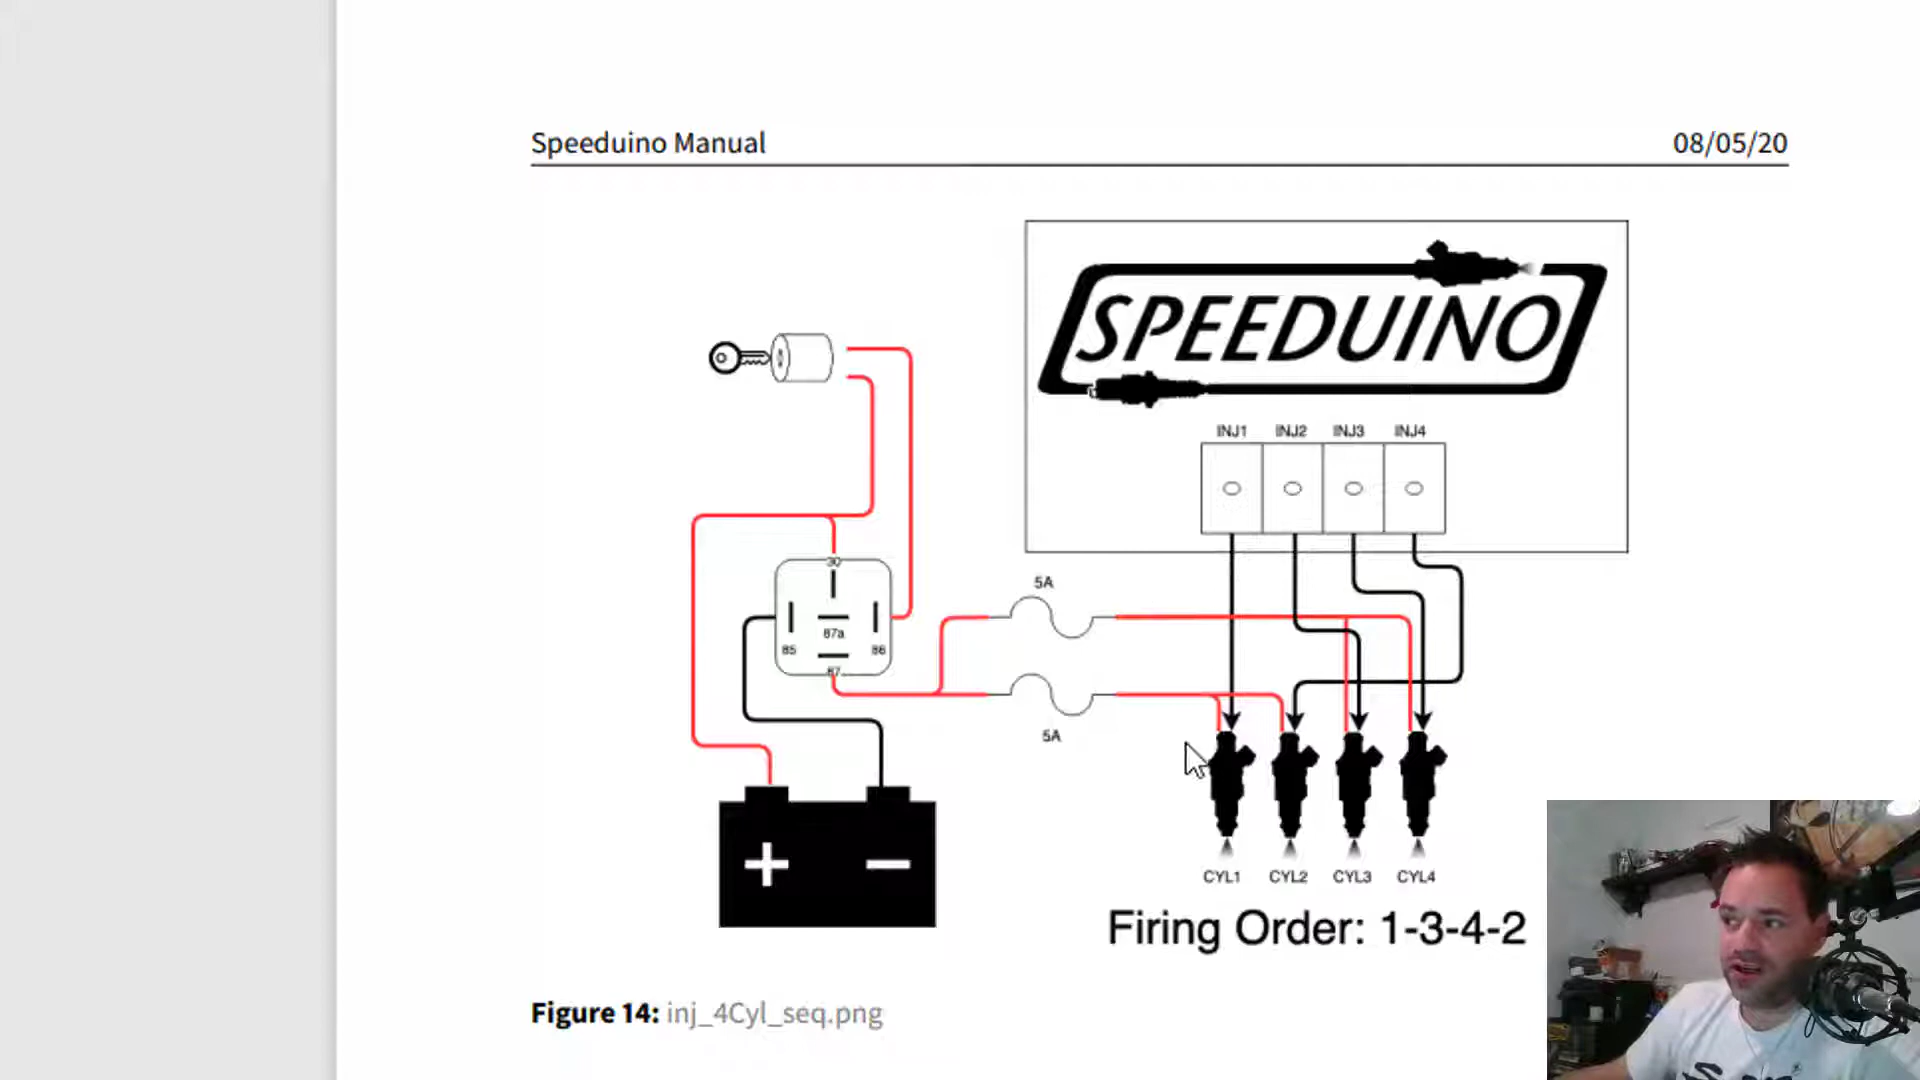 Speeduino Manual 08/05/20
SPEEDUINO
INJ1 INJ2 INJ3 INJ4
30
5A
87a
85 86
87
5A
+ −
CYL1 CYL2 CYL3 CYL4
Firing Order: 1-3-4-2
Figure 14: inj_4Cyl_seq.png